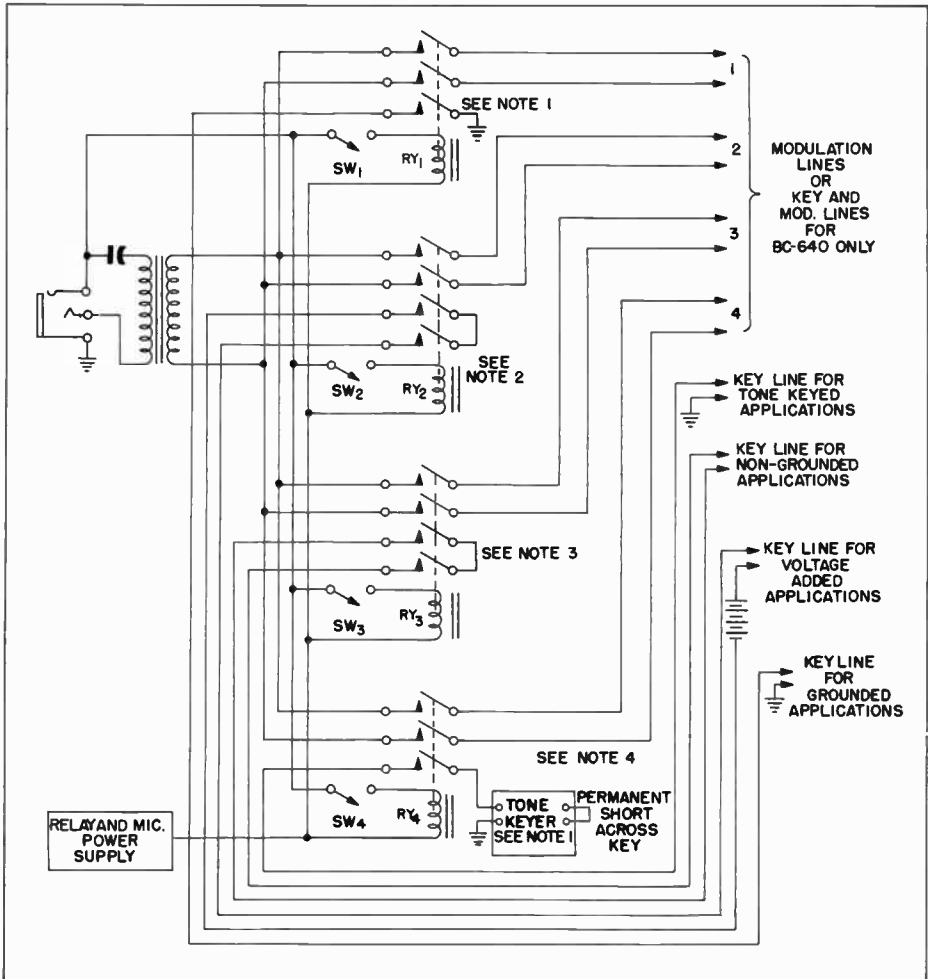 1
SEE NOTE 1
SW1
RY1
2
MODULATION
LINES
OR
KEY AND
MOD. LINES
FOR
BC-640 ONLY
3
4
SEE
NOTE 2
SW2
RY2
KEY LINE FOR
TONE KEYED
APPLICATIONS
KEY LINE FOR
NON-GROUNDED
APPLICATIONS
SEE NOTE 3
SW3
RY3
KEY LINE FOR
VOLTAGE
ADDED
APPLICATIONS
KEY LINE
FOR
GROUNDED
APPLICATIONS
SEE NOTE 4
SW4
RY4
TONE
KEYER
SEE NOTE 1
PERMANENT
SHORT
ACROSS
KEY
RELAY AND MIC.
POWER
SUPPLY